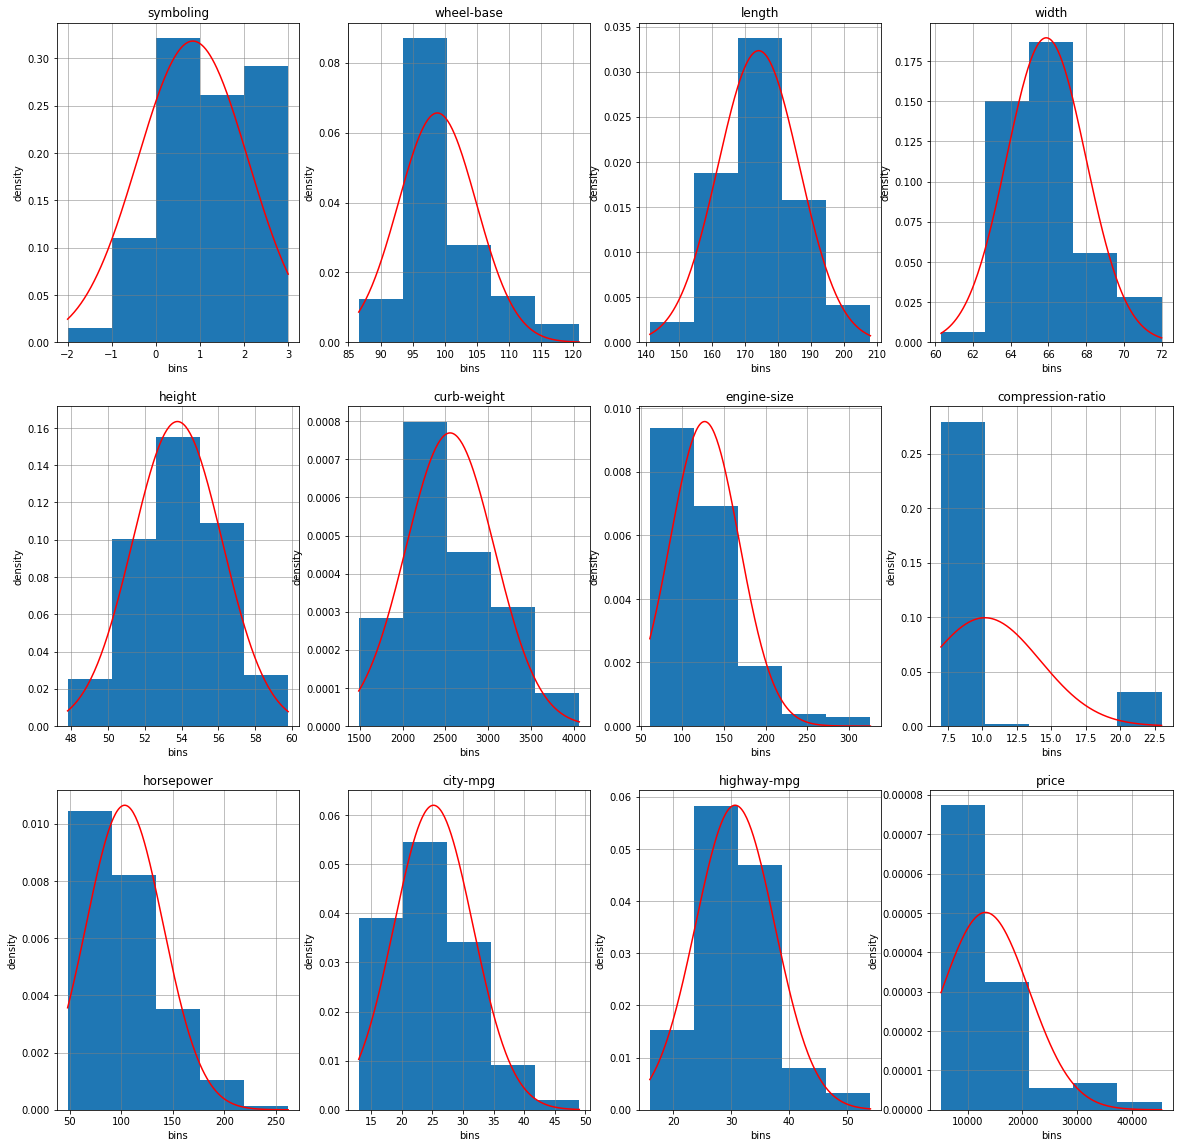 symboling
0.30
0.25
0.20
0.15
0.10
0.05
0.00
density
−2 −1 0 1 2 3
bins
wheel-base
0.08
0.06
0.04
0.02
0.00
density
85 90 95 100 105 110 115 120
bins
length
0.035
0.030
0.025
0.020
0.015
0.010
0.005
0.000
density
140 150 160 170 180 190 200 210
bins
width
0.175
0.150
0.125
0.100
0.075
0.050
0.025
0.000
density
60 62 64 66 68 70 72
bins
height
0.16
0.14
0.12
0.10
0.08
0.06
0.04
0.02
0.00
density
48 50 52 54 56 58 60
bins
curb-weight
0.0008
0.0007
0.0006
0.0005
0.0004
0.0003
0.0002
0.0001
0.0000
density
1500 2000 2500 3000 3500 4000
bins
engine-size
0.010
0.008
0.006
0.004
0.002
0.000
density
50 100 150 200 250 300
bins
compression-ratio
0.25
0.20
0.15
0.10
0.05
0.00
density
7.5 10.0 12.5 15.0 17.5 20.0 22.5
bins
horsepower
0.010
0.008
0.006
0.004
0.002
0.000
density
50 100 150 200 250
bins
city-mpg
0.06
0.05
0.04
0.03
0.02
0.01
0.00
density
15 20 25 30 35 40 45 50
bins
highway-mpg
0.06
0.05
0.04
0.03
0.02
0.01
0.00
density
20 30 40 50
bins
price
0.00008
0.00007
0.00006
0.00005
0.00004
0.00003
0.00002
0.00001
0.00000
density
10000 20000 30000 40000
bins